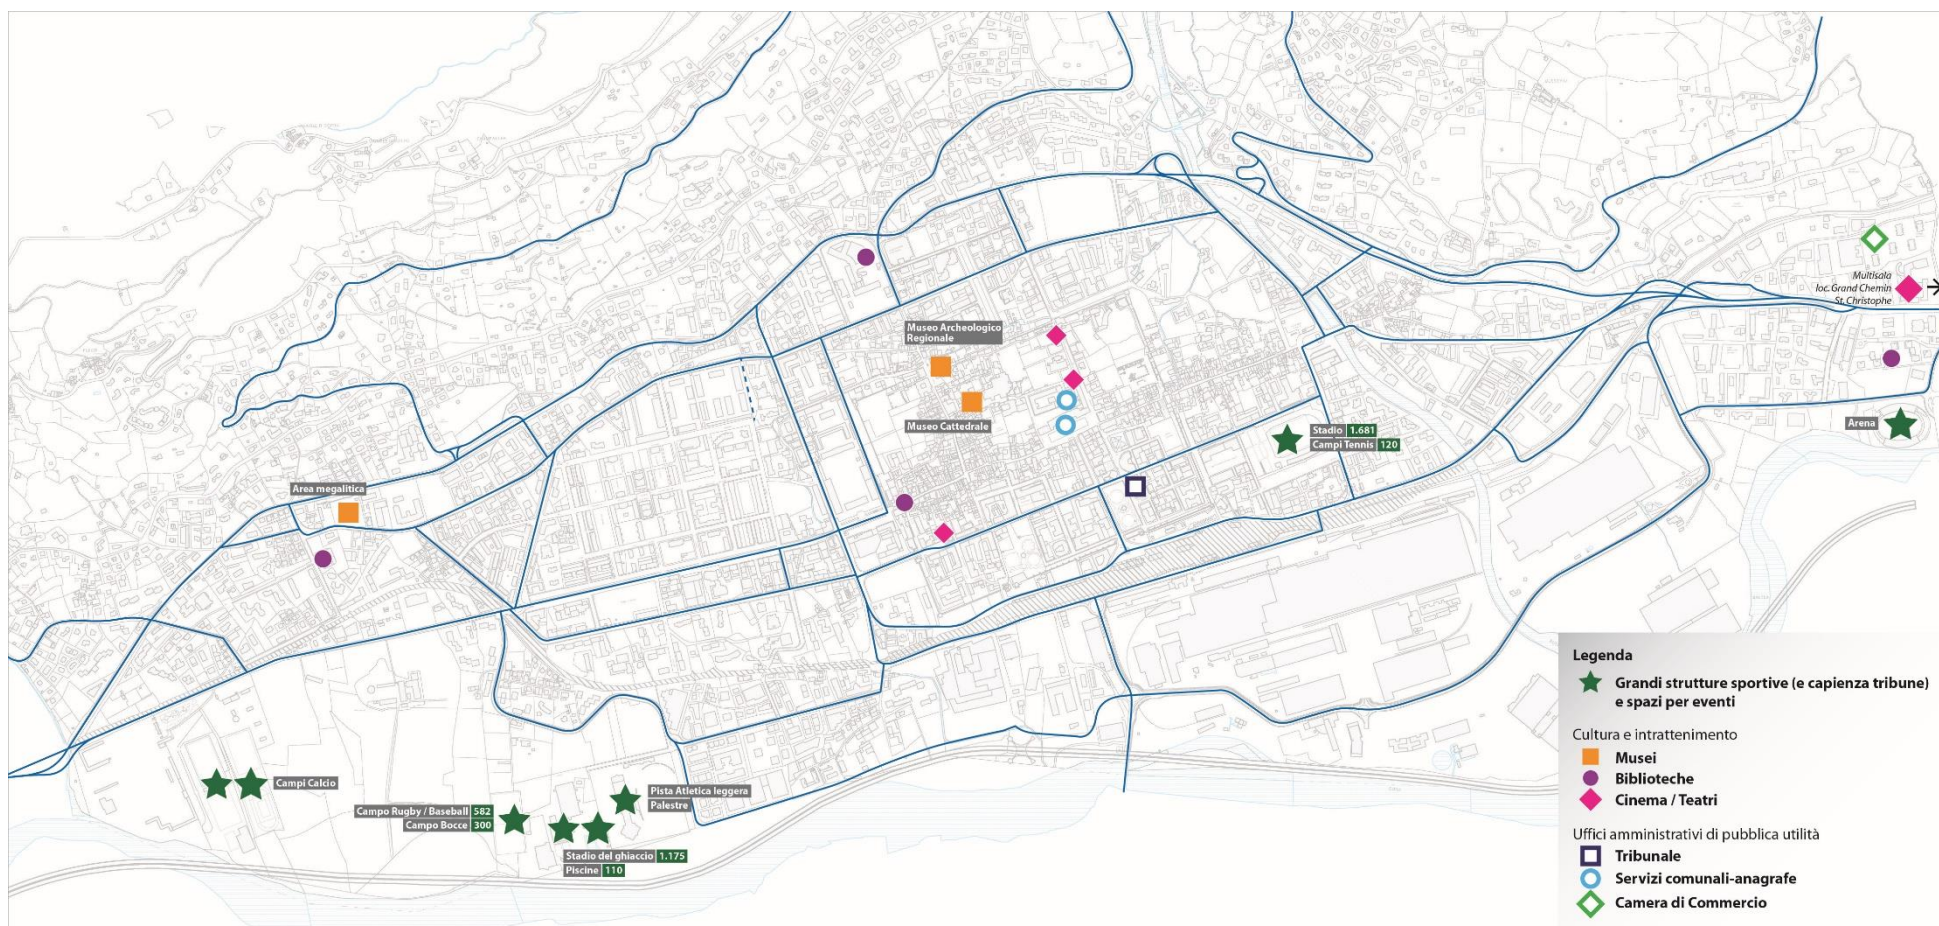 Multisala
loc. Grand Chemin
St. Christophe
Museo Archeologico
Regionale
Museo Cattedrale
Arena
Stadio 1.681
Campi Tennis 120
Area megalitica
Campi Calcio
Pista Atletica leggera
Palestre
Campo Rugby / Baseball 582
Campo Bocce 300
Stadio del ghiaccio 1.175
Piscine 110
Legenda
Grandi strutture sportive (e capienza tribune)
e spazi per eventi
Cultura e intrattenimento
Musei
Biblioteche
Cinema / Teatri
Uffici amministrativi di pubblica utilità
Tribunale
Servizi comunali-anagrafe
Camera di Commercio